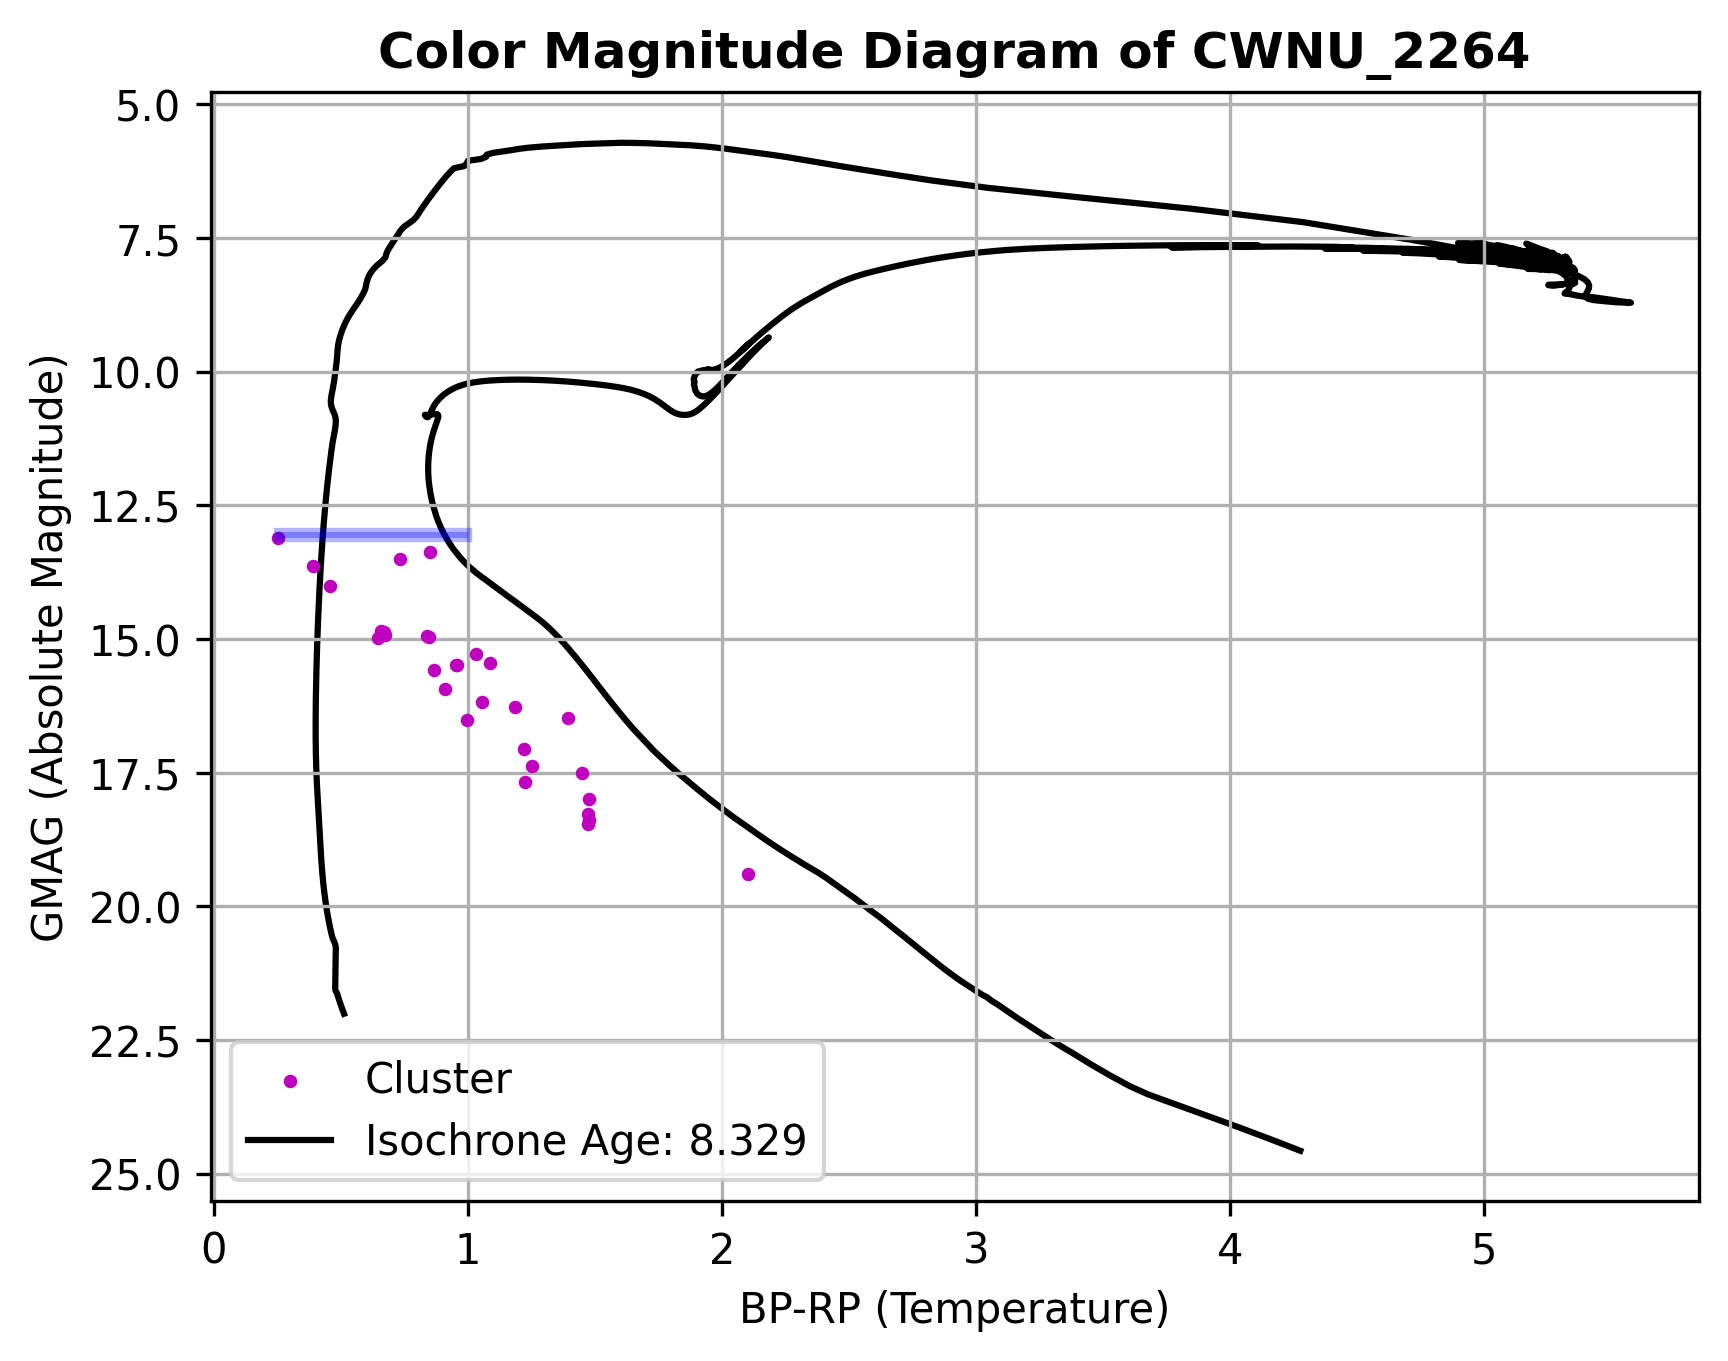 Color Magnitude Diagram of CWNU_2264
GMAG (Absolute Magnitude)
5.0
7.5
10.0
12.5
15.0
17.5
20.0
22.5
25.0
Cluster
Isochrone Age: 8.329
0 1 2 3 4 5
BP-RP (Temperature)